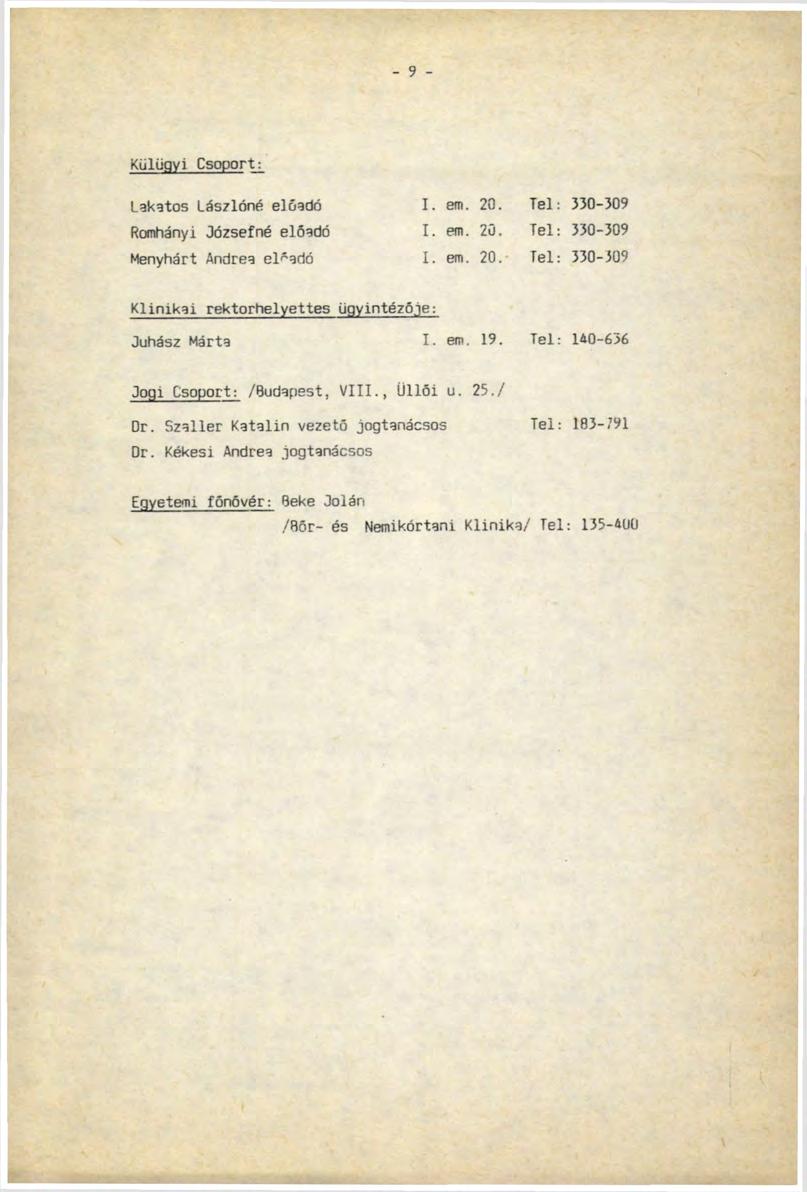 - 9 -
Külügyi Csoport:
Lakatos Lászlóné előadó I. em. 20. Tel: 330-309
Romhányi Józsefné előadó I. em. 20. Tel: 330-309
Menyhárt Andrea előadó I. em. 20. Tel: 330-309
Klinikai rektorhelyettes ügyintézője:
Juhász Márta I. em. 19. Tel: 140-636
Jogi Csoport: /Budapest, VIII., Üllői u. 25./
Dr. Szaller Katalin vezető jogtanácsos Tel: 183-791
Dr. Kékesi Andrea jogtanácsos
Egyetemi főnővér: Beke Jolán
/Bőr- és Nemikórtani Klinika/ Tel: 135-400